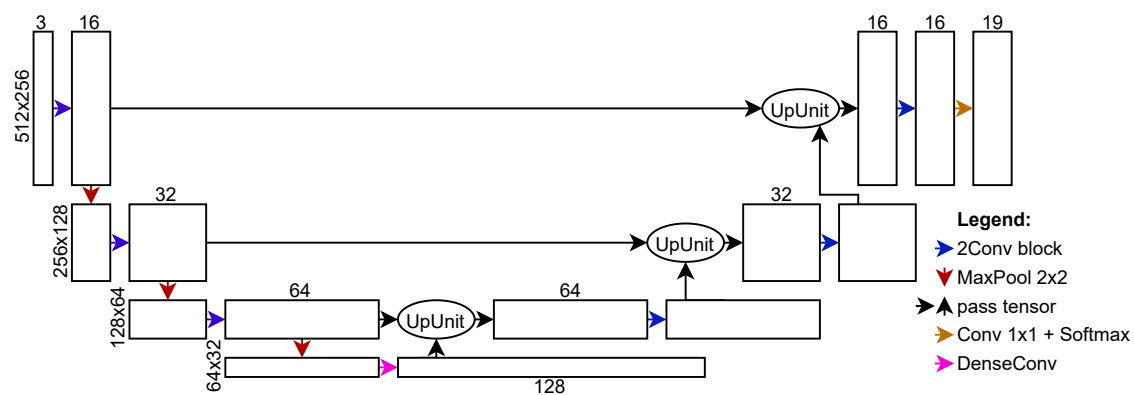 3
16
16
16
19
512x256
UpUnit
32
32
256x128
UpUnit
Legend:
2Conv block
MaxPool 2x2
pass tensor
Conv 1x1 + Softmax
DenseConv
64
64
128x64
UpUnit
64x32
128